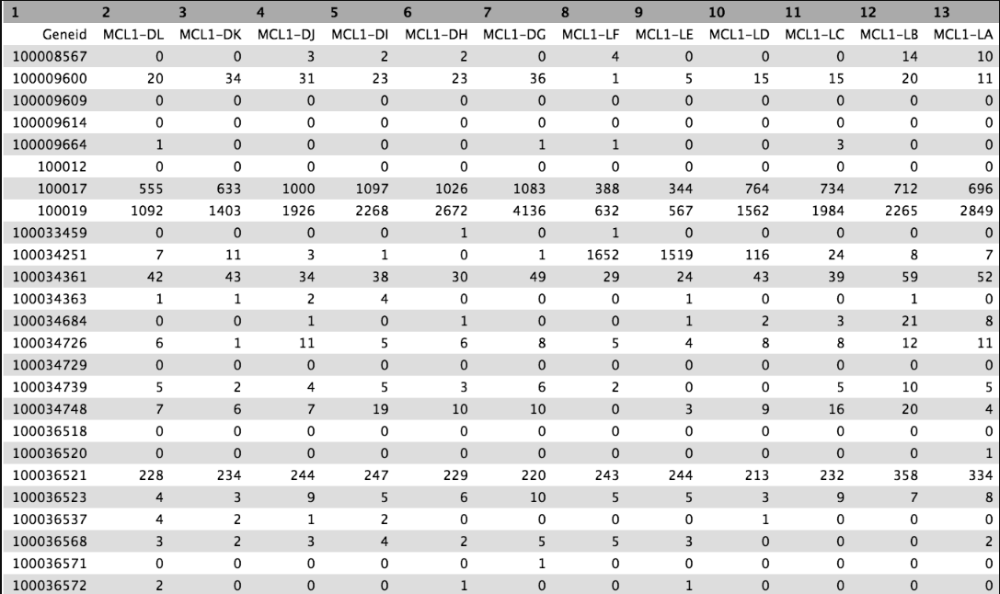 1 2 3 4 5 6 7 8 9 10 11 12 13
Geneid MCL1-DL MCL1-DK MCL1-DJ MCL1-DI MCL1-DH MCL1-DG MCL1-LF MCL1-LE MCL1-LD MCL1-LC MCL1-LB MCL1-LA
100008567 0 0 3 2 2 0 4 0 0 0 14 10
100009600 20 34 31 23 23 36 1 5 15 15 20 11
100009609 0 0 0 0 0 0 0 0 0 0 0 0
100009614 0 0 0 0 0 0 0 0 0 0 0 0
100009664 1 0 0 0 0 1 1 0 0 3 0 0
100012 0 0 0 0 0 0 0 0 0 0 0 0
100017 555 633 1000 1097 1026 1083 388 344 764 734 712 696
100019 1092 1403 1926 2268 2672 4136 632 567 1562 1984 2265 2849
100033459 0 0 0 0 1 0 1 0 0 0 0 0
100034251 7 11 3 1 0 1 1652 1519 116 24 8 7
100034361 42 43 34 38 30 49 29 24 43 39 59 52
100034363 1 1 2 4 0 0 0 1 0 0 1 0
100034684 0 0 1 0 1 0 0 1 2 3 21 8
100034726 6 1 11 5 6 8 5 4 8 8 12 11
100034729 0 0 0 0 0 0 0 0 0 0 0 0
100034739 5 2 4 5 3 6 2 0 0 5 10 5
100034748 7 6 7 19 10 10 0 3 9 16 20 4
100036518 0 0 0 0 0 0 0 0 0 0 0 0
100036520 0 0 0 0 0 0 0 0 0 0 0 1
100036521 228 234 244 247 229 220 243 244 213 232 358 334
100036523 4 3 9 5 6 10 5 5 3 9 7 8
100036537 4 2 1 2 0 0 0 0 1 0 0 0
100036568 3 2 3 4 2 5 5 3 0 0 0 2
100036571 0 0 0 0 0 1 0 0 0 0 0 0
100036572 2 0 0 0 1 0 0 1 0 0 0 0